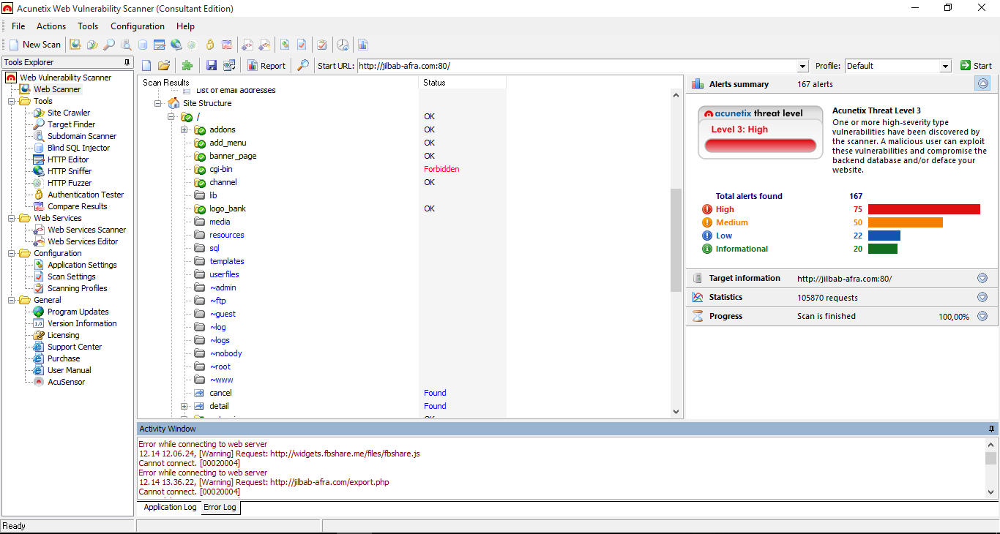 Acunetix Web Vulnerability Scanner (Consultant Edition)
File Actions Tools Configuration Help
New Scan
Tools Explorer
Web Vulnerability Scanner
Web Scanner
Tools
Site Crawler
Target Finder
Subdomain Scanner
Blind SQL Injector
HTTP Editor
HTTP Sniffer
HTTP Fuzzer
Authentication Tester
Compare Results
Web Services
Web Services Scanner
Web Services Editor
Configuration
Application Settings
Scan Settings
Scanning Profiles
General
Program Updates
1.0 Version Information
Licensing
Support Center
Purchase
User Manual
AcuSensor
Report Start URL: http://jilbab-afra.com:80/ Profile: Default Start
Scan Results Status
List of email addresses
Site Structure
/ OK
addons OK
add_menu OK
banner_page OK
cgi-bin Forbidden
channel OK
lib
logo_bank OK
media
resources
sql
templates
userfiles
~admin
~ftp
~guest
~log
~logs
~nobody
~root
~www
cancel Found
detail Found
Alerts summary 167 alerts
acunetix threat level
Level 3: High
Acunetix Threat Level 3
One or more high-severity type
vulnerabilities have been discovered by
the scanner. A malicious user can exploit
these vulnerabilities and compromise the
backend database and/or deface your
website.
Total alerts found 167
High 75
Medium 50
Low 22
Informational 20
Target information http://jilbab-afra.com:80/
Statistics 105870 requests
Progress Scan is finished 100,00%
Activity Window
Error while connecting to web server
12.14 12.06.24, [Warning] Request: http://widgets.fbshare.me/files/fbshare.js
Cannot connect. [00020004]
Error while connecting to web server
12.14 13.36.22, [Warning] Request: http://jilbab-afra.com/export.php
Cannot connect. [00020004]
Application Log Error Log
Ready